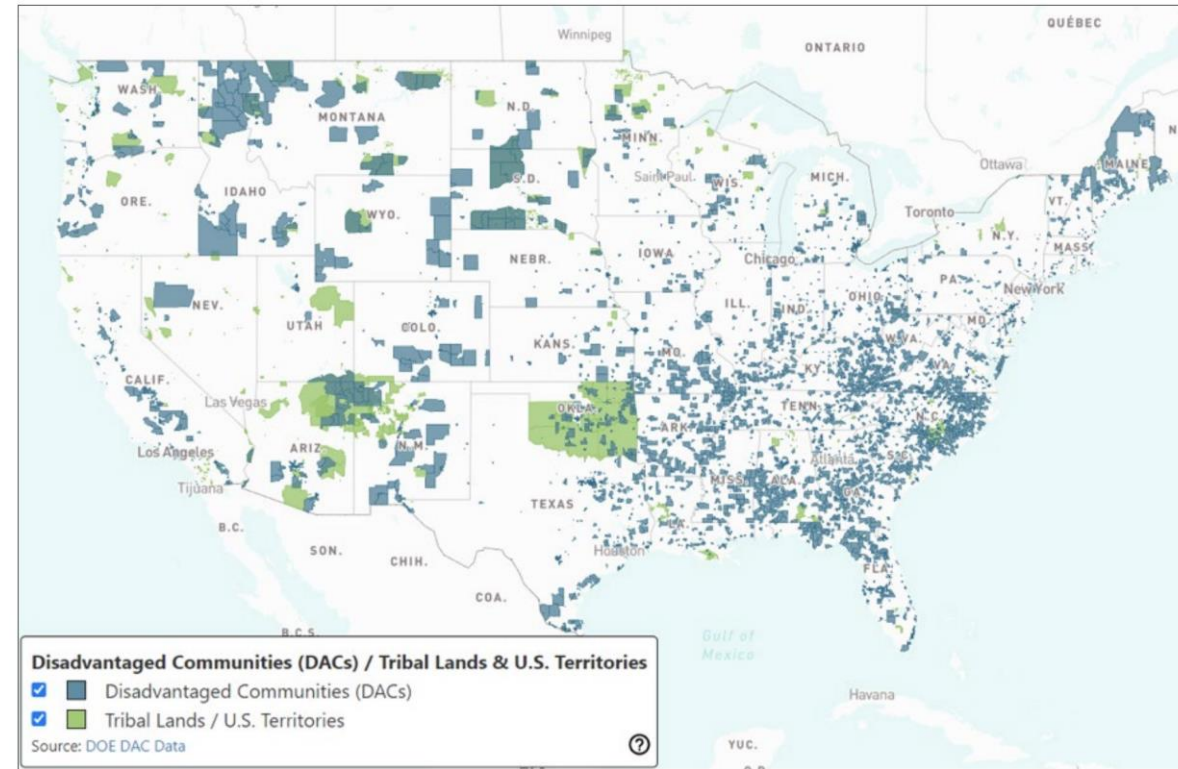 QUÉBEC
Winnipeg
ONTARIO
WASH.
MONTANA
N.D.
MINN.
Ottawa
MAINE
Saint Paul
WIS.
MICH.
S.D.
ORE.
IDAHO
WYO.
Toronto
VT.
N.Y.
MASS.
NEBR.
IOWA
Chicago
PA.
New York
NEV.
UTAH
COLO.
ILL.
IND.
OHIO
MD.
KANS.
MO.
W.VA.
KY.
VA.
CALIF.
Las Vegas
OKLA.
TENN.
N.C.
ARK.
Los Angeles
ARIZ.
N.M.
Atlanta
S.C.
Tijuana
MISS.
ALA.
GA.
TEXAS
LA.
B.C.
SON.
CHIH.
Houston
FLA.
COA.
B.C.S.
Gulf of
Mexico
Disadvantaged Communities (DACs) / Tribal Lands & U.S. Territories
Disadvantaged Communities (DACs)
Tribal Lands / U.S. Territories
Source: DOE DAC Data
?
Havana
YUC.